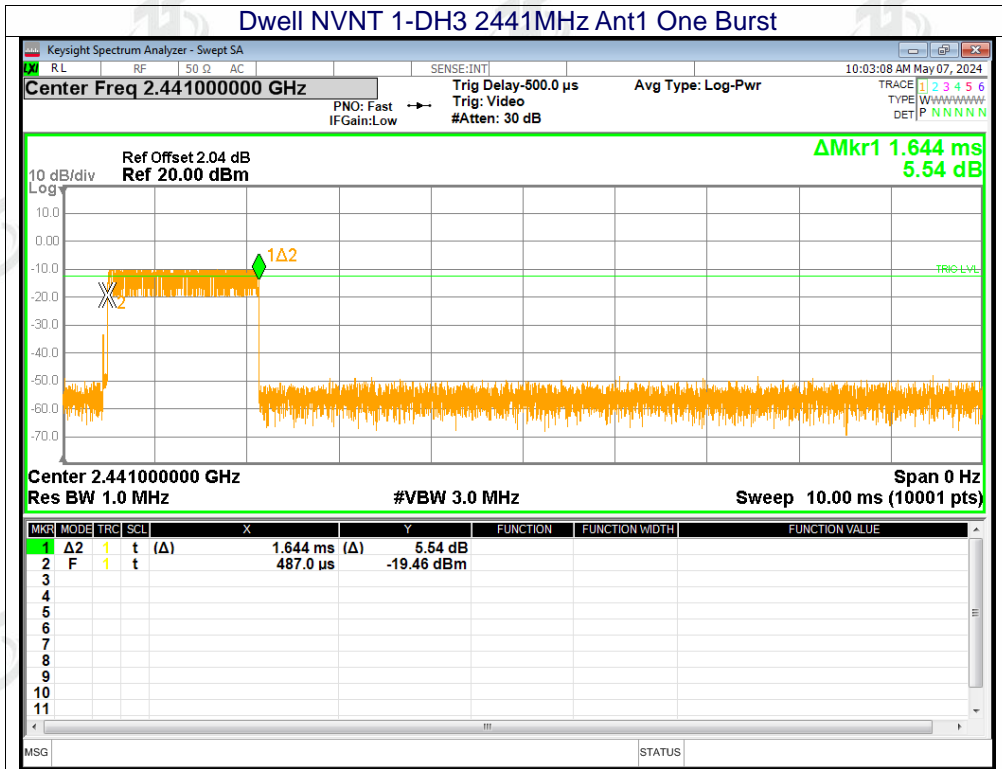 Dwell NVNT 1-DH3 2441MHz Ant1 One Burst
Keysight Spectrum Analyzer - Swept SA
LXI RL RF 50 Ω AC SENSE:INT 10:03:08 AM May 07, 2024
Center Freq 2.441000000 GHz
PNO: Fast
IFGain:Low
Trig Delay-500.0 µs
Trig: Video
#Atten: 30 dB
Avg Type: Log-Pwr
TRACE 1 2 3 4 5 6
TYPE WWWWWWW
DET P N N N N N
ΔMkr1 1.644 ms
5.54 dB
Ref Offset 2.04 dB
10 dB/div Ref 20.00 dBm
Log
10.0
0.00
-10.0
-20.0
-30.0
-40.0
-50.0
-60.0
-70.0
1Δ2
2
TRIG LVL
Center 2.441000000 GHz Span 0 Hz
Res BW 1.0 MHz #VBW 3.0 MHz Sweep 10.00 ms (10001 pts)
MKR MODE TRC SCL X Y FUNCTION FUNCTION WIDTH FUNCTION VALUE
1 Δ2 1 t (Δ) 1.644 ms (Δ) 5.54 dB
2 F 1 t 487.0 µs -19.46 dBm
3
4
5
6
7
8
9
10
11
MSG STATUS